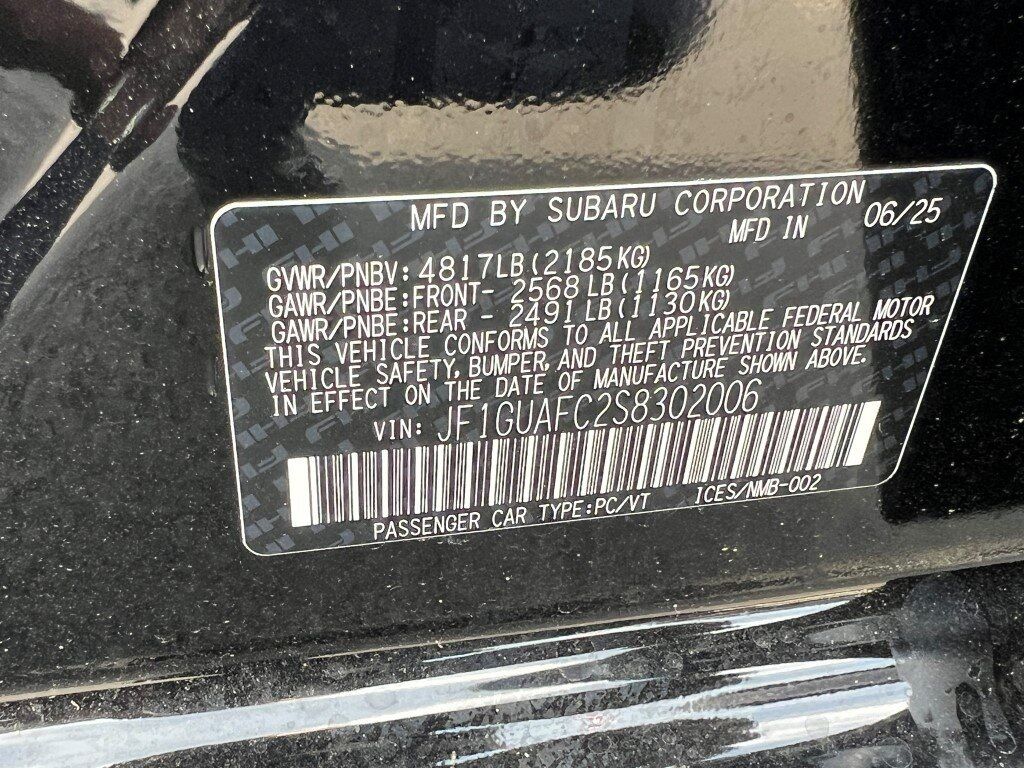 MFD BY SUBARU CORPORATION
MFD IN 06/25
GVWR/PNBV: 4817LB(2185KG)
GAWR/PNBE:FRONT- 2568LB(1165KG)
GAWR/PNBE:REAR - 2491LB(1130KG)
THIS VEHICLE CONFORMS TO ALL APPLICABLE FEDERAL MOTOR
VEHICLE SAFETY, BUMPER, AND THEFT PREVENTION STANDARDS
IN EFFECT ON THE DATE OF MANUFACTURE SHOWN ABOVE.
VIN: JF1GUAFC2S8302006
PASSENGER CAR TYPE:PC/VT ICES/NMB-002